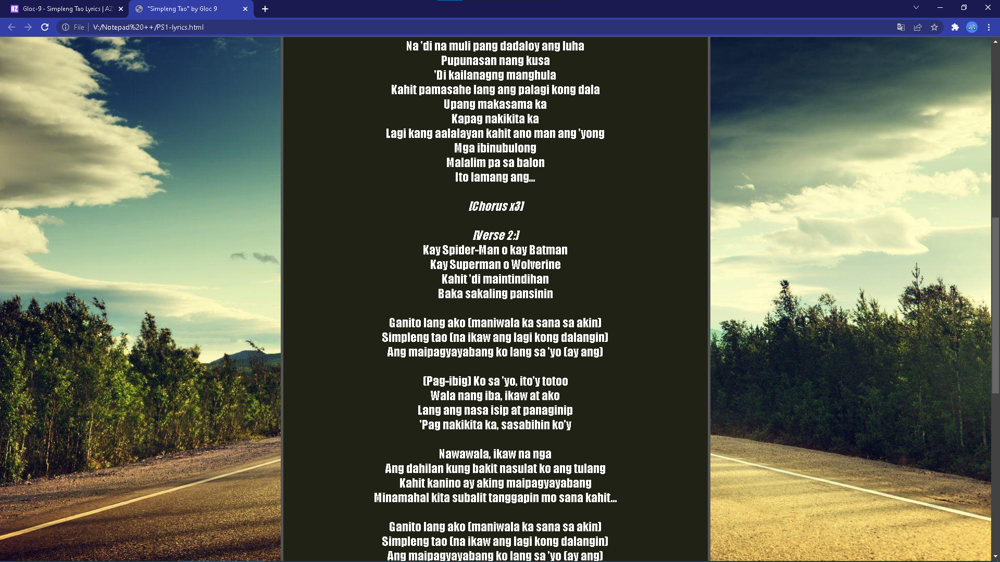 Gloc-9 - Simpleng Tao Lyrics | AZ
"Simpleng Tao" by Gloc 9
File | V:/Notepad%20++/PS1-lyrics.html
Na 'di na muli pang dadaloy ang luha
Pupunasan nang kusa
'Di kailanagng manghula
Kahit pamasahe lang ang palagi kong dala
Upang makasama ka
Kapag nakikita ka
Lagi kang aalalayan kahit ano man ang 'yong
Mga ibinubulong
Malalim pa sa balon
Ito lamang ang...
[Chorus x3]
[Verse 2:]
Kay Spider-Man o kay Batman
Kay Superman o Wolverine
Kahit 'di maintindihan
Baka sakaling pansinin
Ganito lang ako (maniwala ka sana sa akin)
Simpleng tao (na ikaw ang lagi kong dalangin)
Ang maipagyayabang ko lang sa 'yo (ay ang)
(Pag-ibig) Ko sa 'yo, ito'y totoo
Wala nang iba, ikaw at ako
Lang ang nasa isip at panaginip
'Pag nakikita ka, sasabihin ko'y
Nawawala, ikaw na nga
Ang dahilan kung bakit nasulat ko ang tulang
Kahit kanino ay aking maipagyayabang
Minamahal kita subalit tanggapin mo sana kahit...
Ganito lang ako (maniwala ka sana sa akin)
Simpleng tao (na ikaw ang lagi kong dalangin)
Ang maipagyayabang ko lang sa 'yo (ay ang)